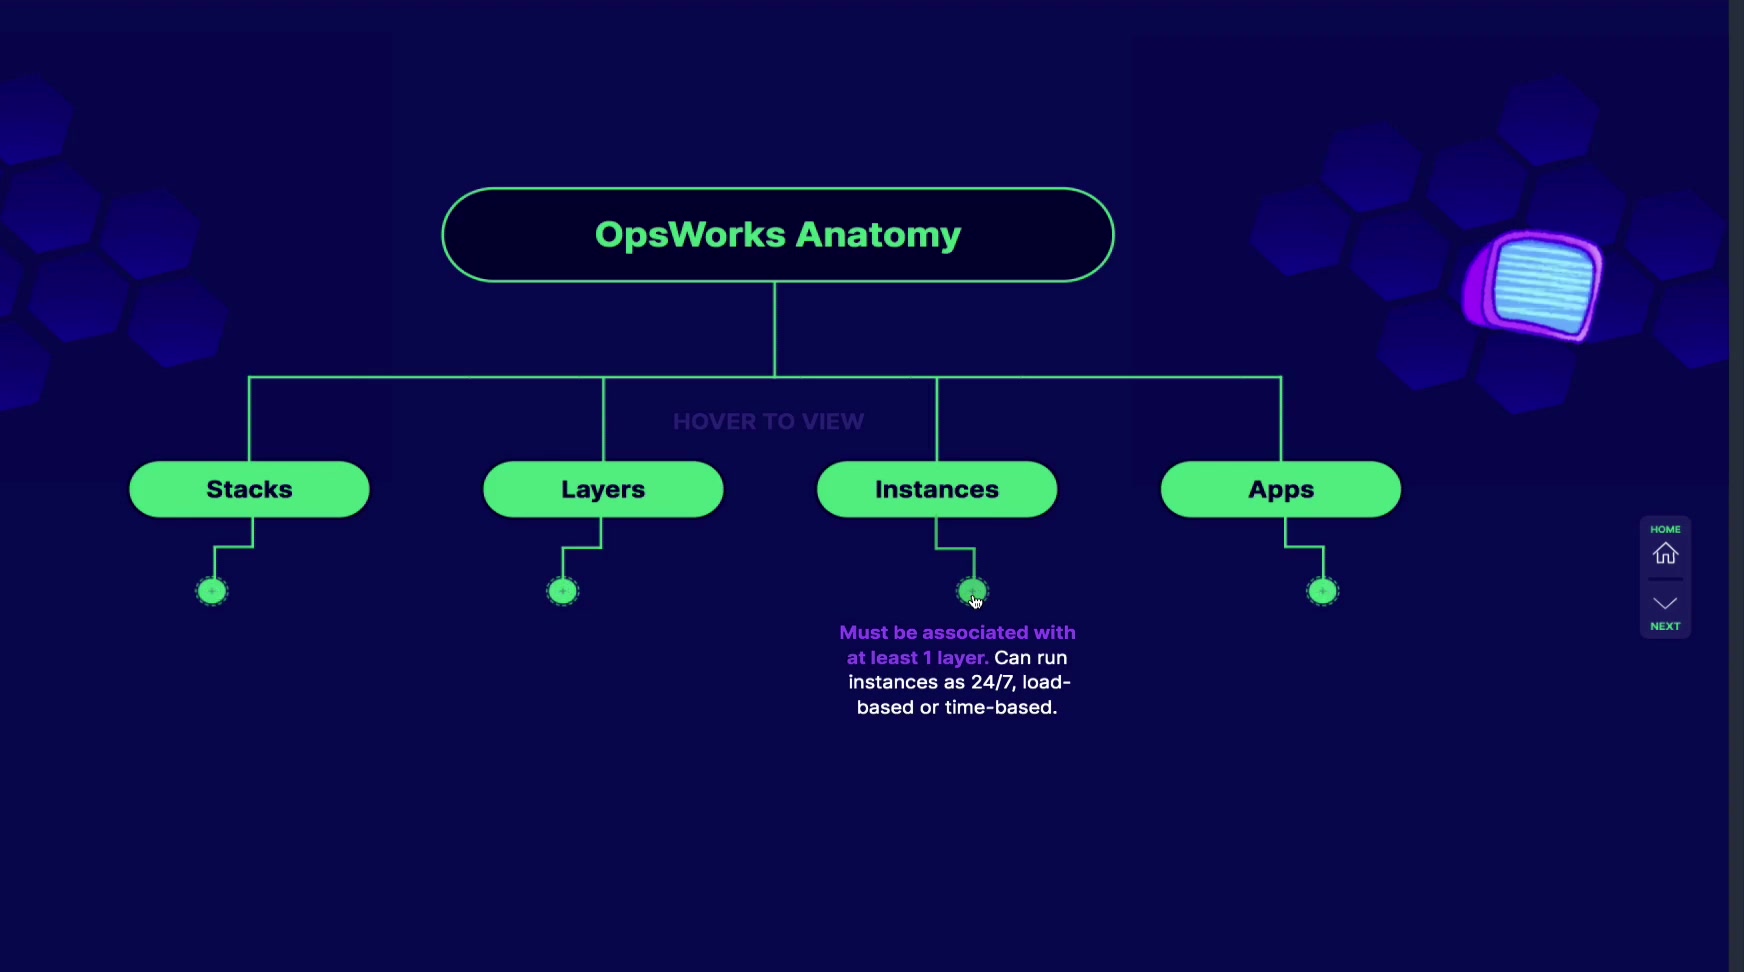 OpsWorks Anatomy
HOVER TO VIEW
Stacks
Layers
Instances
Apps
Must be associated with
at least 1 layer. Can run
instances as 24/7, load-
based or time-based.
HOME
NEXT